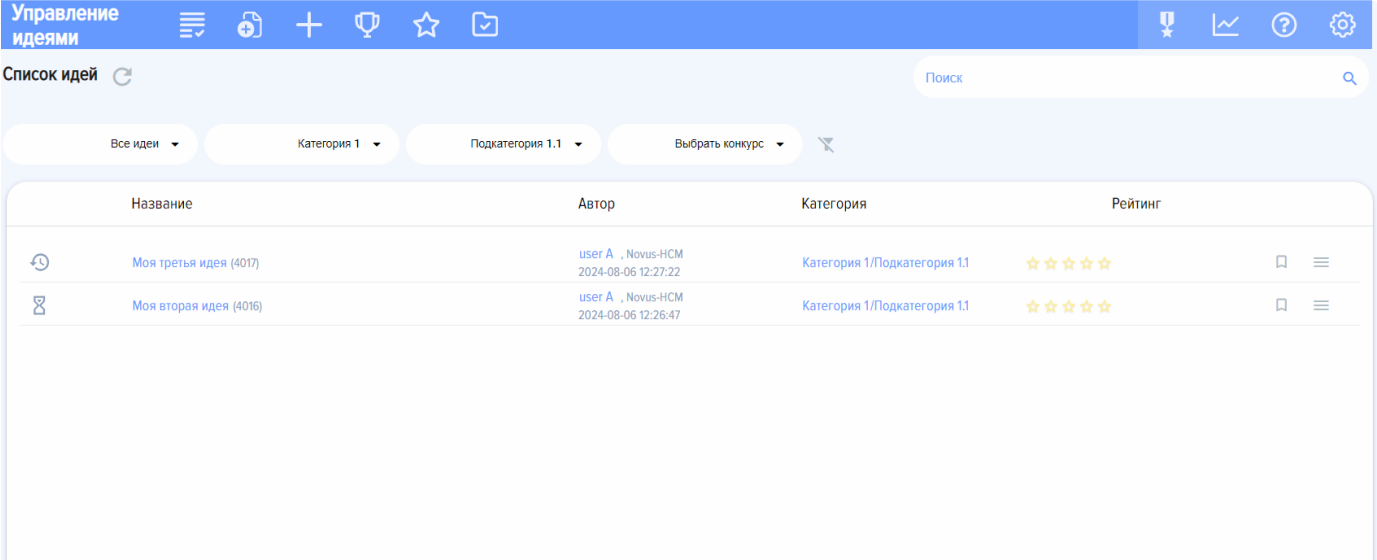 Управление
идеями
Список идей
Поиск
Все идеи Категория 1 Подкатегория 1.1 Выбрать конкурс
Название Автор Категория Рейтинг
Моя третья идея (4017) user A , Novus-HCM Категория 1/Подкатегория 1.1
2024-08-06 12:27:22
Моя вторая идея (4016) user A , Novus-HCM Категория 1/Подкатегория 1.1
2024-08-06 12:26:47